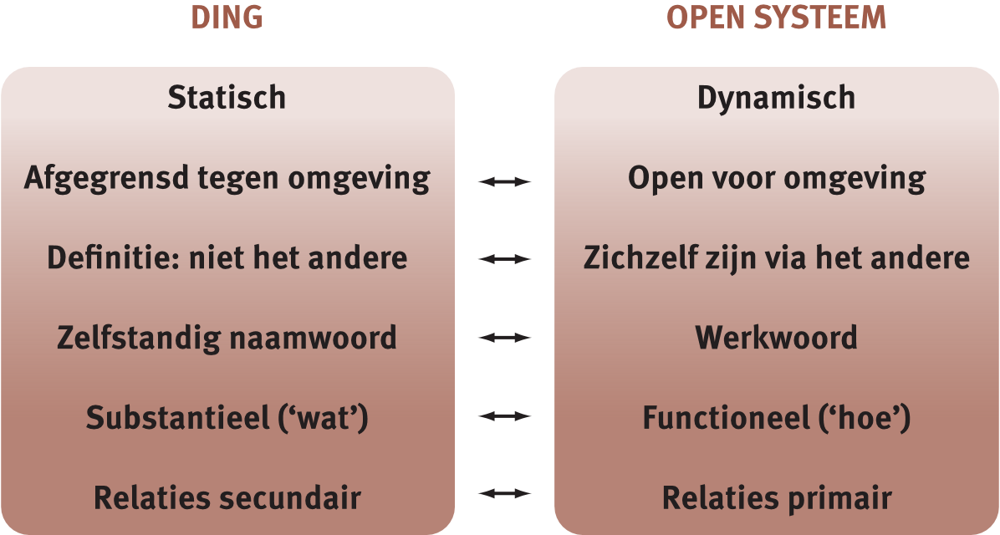 DING
OPEN SYSTEEM
Statisch
Dynamisch
Afgegrensd tegen omgeving
Open voor omgeving
Definitie: niet het andere
Zichzelf zijn via het andere
Zelfstandig naamwoord
Werkwoord
Substantieel (‘wat’)
Functioneel (‘hoe’)
Relaties secundair
Relaties primair